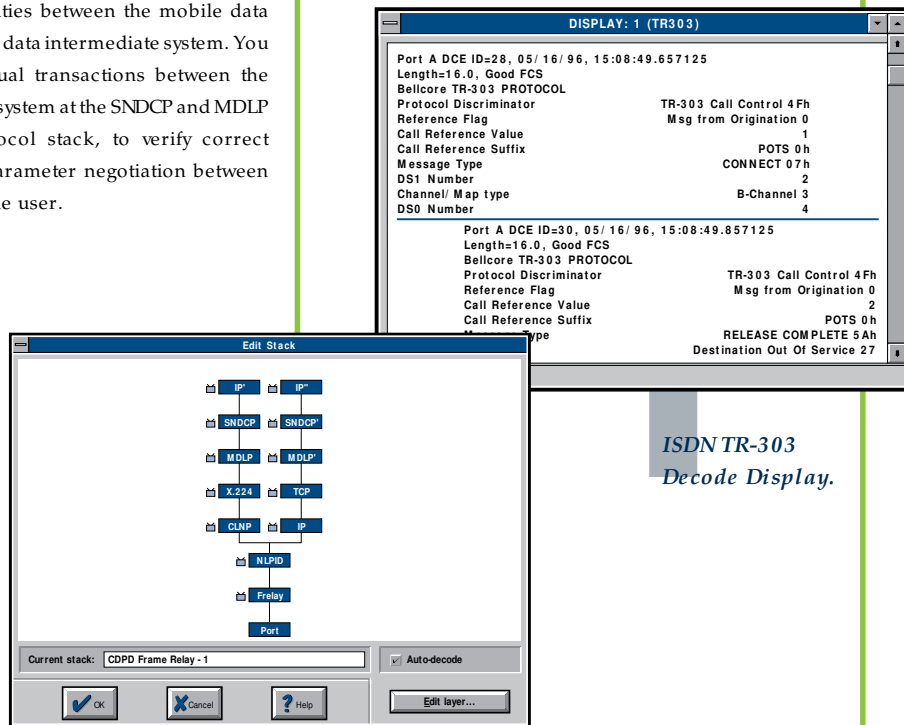 ties between the mobile data
data intermediate system. You
ual transactions between the
system at the SNDCP and MDLP
ocol stack, to verify correct
arameter negotiation between
e user.
DISPLAY: 1 (TR303)
Port A DCE ID=28, 05/16/96, 15:08:49.657125
Length=16.0, Good FCS
Bellcore TR-303 PROTOCOL
Protocol Discriminator TR-303 Call Control 4Fh
Reference Flag Msg from Origination 0
Call Reference Value 1
Call Reference Suffix POTS 0h
Message Type CONNECT 07h
DS1 Number 2
Channel/Map type B-Channel 3
DS0 Number 4
Port A DCE ID=30, 05/16/96, 15:08:49.857125
Length=16.0, Good FCS
Bellcore TR-303 PROTOCOL
Protocol Discriminator TR-303 Call Control 4Fh
Reference Flag Msg from Origination 0
Call Reference Value 2
Call Reference Suffix POTS 0h
ype RELEASE COMPLETE 5Ah
Destination Out Of Service 27
Edit Stack
IP' IP"
SNDCP SNDCP'
MDLP MDLP'
X.224 TCP
CLNP IP
NLPID
Frelay
Port
Current stack: CDPD Frame Relay - 1
Auto-decode
OK Cancel Help Edit layer...
ISDN TR-303
Decode Display.